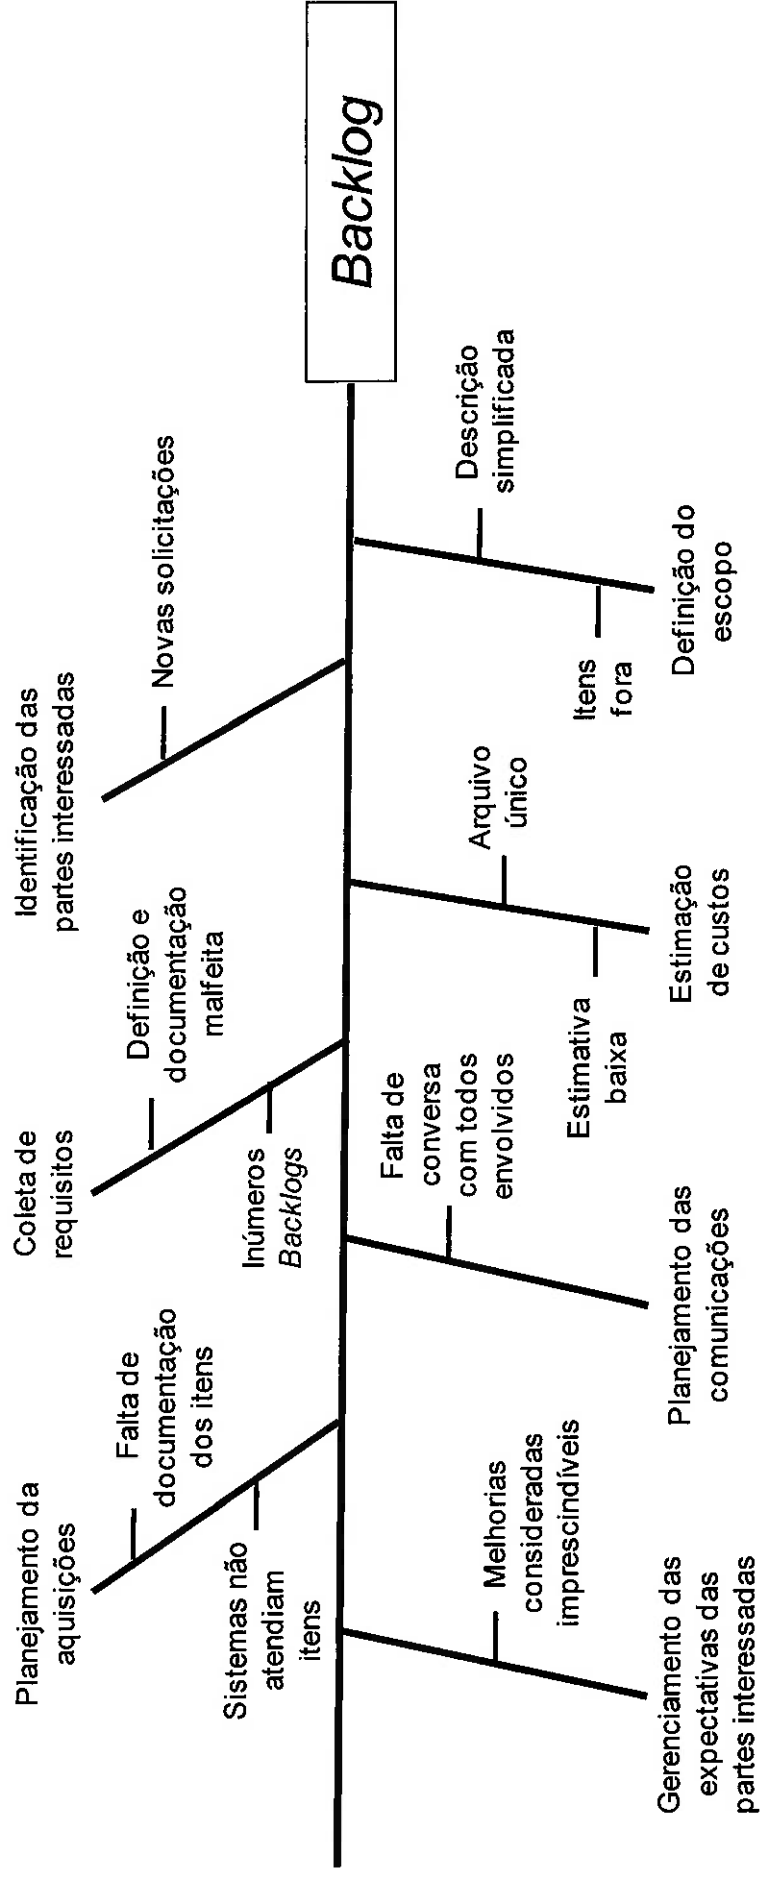 Planejamento da
aquisições
Falta de
documentação
dos itens
Sistemas não
atendiam
itens
Coleta de
requisitos
Definição e
documentação
malfeita
Inúmeros
Backlogs
Identificação das
partes interessadas
Novas solicitações
Backlog
Melhorias
consideradas
imprescindíveis
Gerenciamento das
expectativas das
partes interessadas
Falta de
conversa
com todos
envolvidos
Planejamento das
comunicações
Arquivo
único
Estimativa
baixa
Estimação
de custos
Descrição
simplificada
Itens
fora
Definição do
escopo